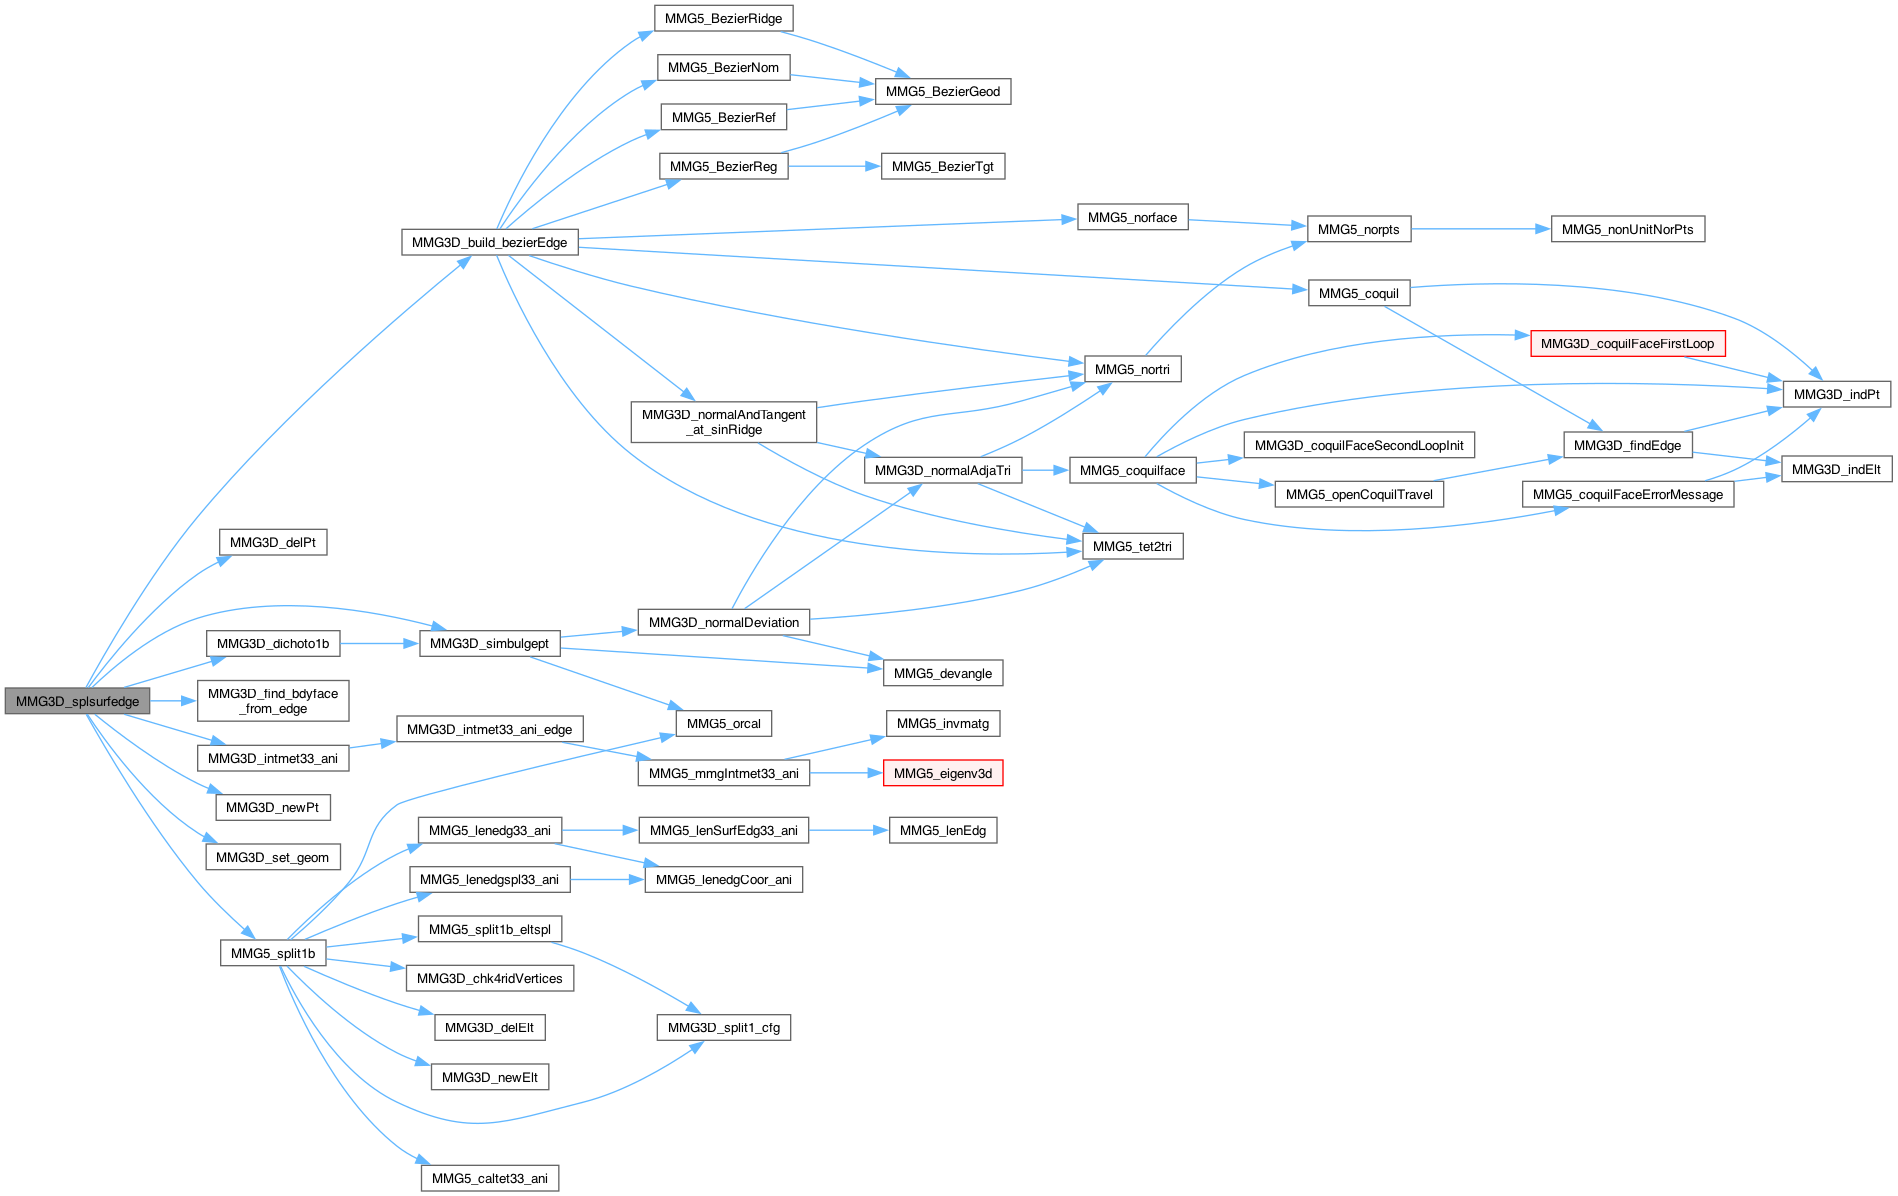 MMG5_BezierRidge
MMG5_BezierNom
MMG5_BezierGeod
MMG5_BezierRef
MMG5_BezierReg
MMG5_BezierTgt
MMG5_norface
MMG5_norpts
MMG5_nonUnitNorPts
MMG3D_build_bezierEdge
MMG5_coquil
MMG3D_coquilFaceFirstLoop
MMG5_nortri
MMG3D_indPt
MMG3D_normalAndTangent
_at_sinRidge
MMG3D_coquilFaceSecondLoopInit
MMG3D_findEdge
MMG3D_normalAdjaTri
MMG5_coquilface
MMG3D_indElt
MMG5_openCoquilTravel
MMG5_coquilFaceErrorMessage
MMG3D_delPt
MMG5_tet2tri
MMG3D_normalDeviation
MMG3D_dichoto1b
MMG3D_simbulgept
MMG5_devangle
MMG3D_splsurfedge
MMG3D_find_bdyface
_from_edge
MMG5_orcal
MMG5_invmatg
MMG3D_intmet33_ani_edge
MMG3D_intmet33_ani
MMG5_mmgIntmet33_ani
MMG5_eigenv3d
MMG3D_newPt
MMG5_lenedg33_ani
MMG5_lenSurfEdg33_ani
MMG5_lenEdg
MMG3D_set_geom
MMG5_lenedgspl33_ani
MMG5_lenedgCoor_ani
MMG5_split1b_eltspl
MMG5_split1b
MMG3D_chk4ridVertices
MMG3D_delElt
MMG3D_split1_cfg
MMG3D_newElt
MMG5_caltet33_ani